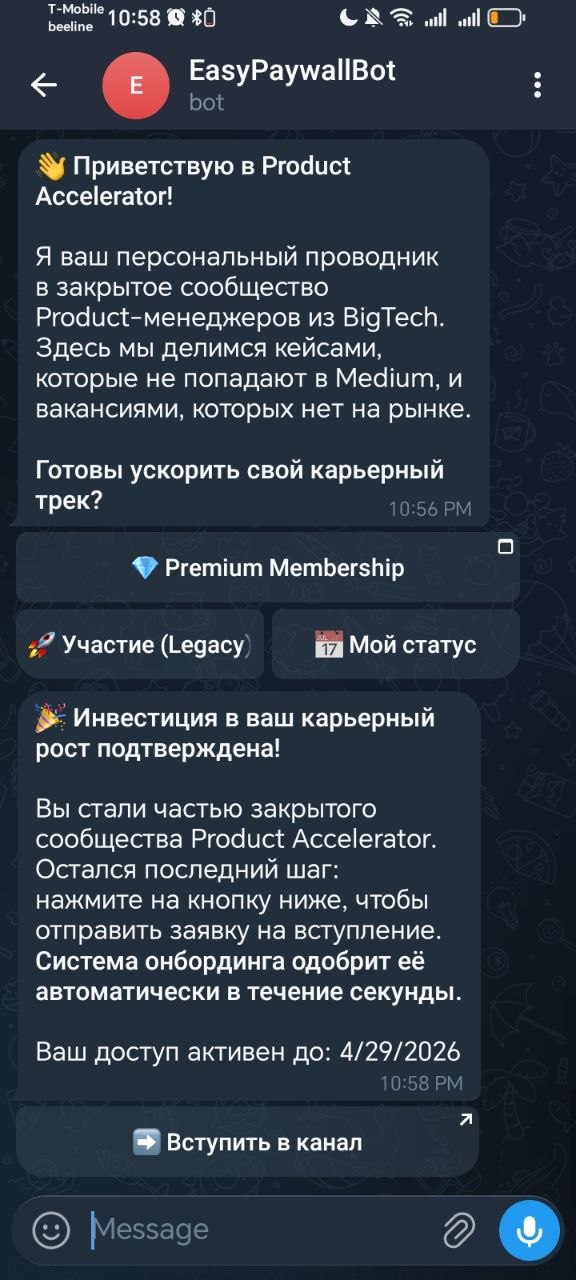 T-Mobile
beeline
10:58
E
EasyPaywallBot
bot
👋 Приветствую в Product
Accelerator!
Я ваш персональный проводник
в закрытое сообщество
Product-менеджеров из BigTech.
Здесь мы делимся кейсами,
которые не попадают в Medium, и
вакансиями, которых нет на рынке.
Готовы ускорить свой карьерный
трек?
10:56 PM
💎 Premium Membership
🚀 Участие (Legacy)
📅 Мой статус
🎉 Инвестиция в ваш карьерный
рост подтверждена!
Вы стали частью закрытого
сообщества Product Accelerator.
Остался последний шаг:
нажмите на кнопку ниже, чтобы
отправить заявку на вступление.
Система онбординга одобрит её
автоматически в течение секунды.
Ваш доступ активен до: 4/29/2026
10:58 PM
➡️ Вступить в канал
Message